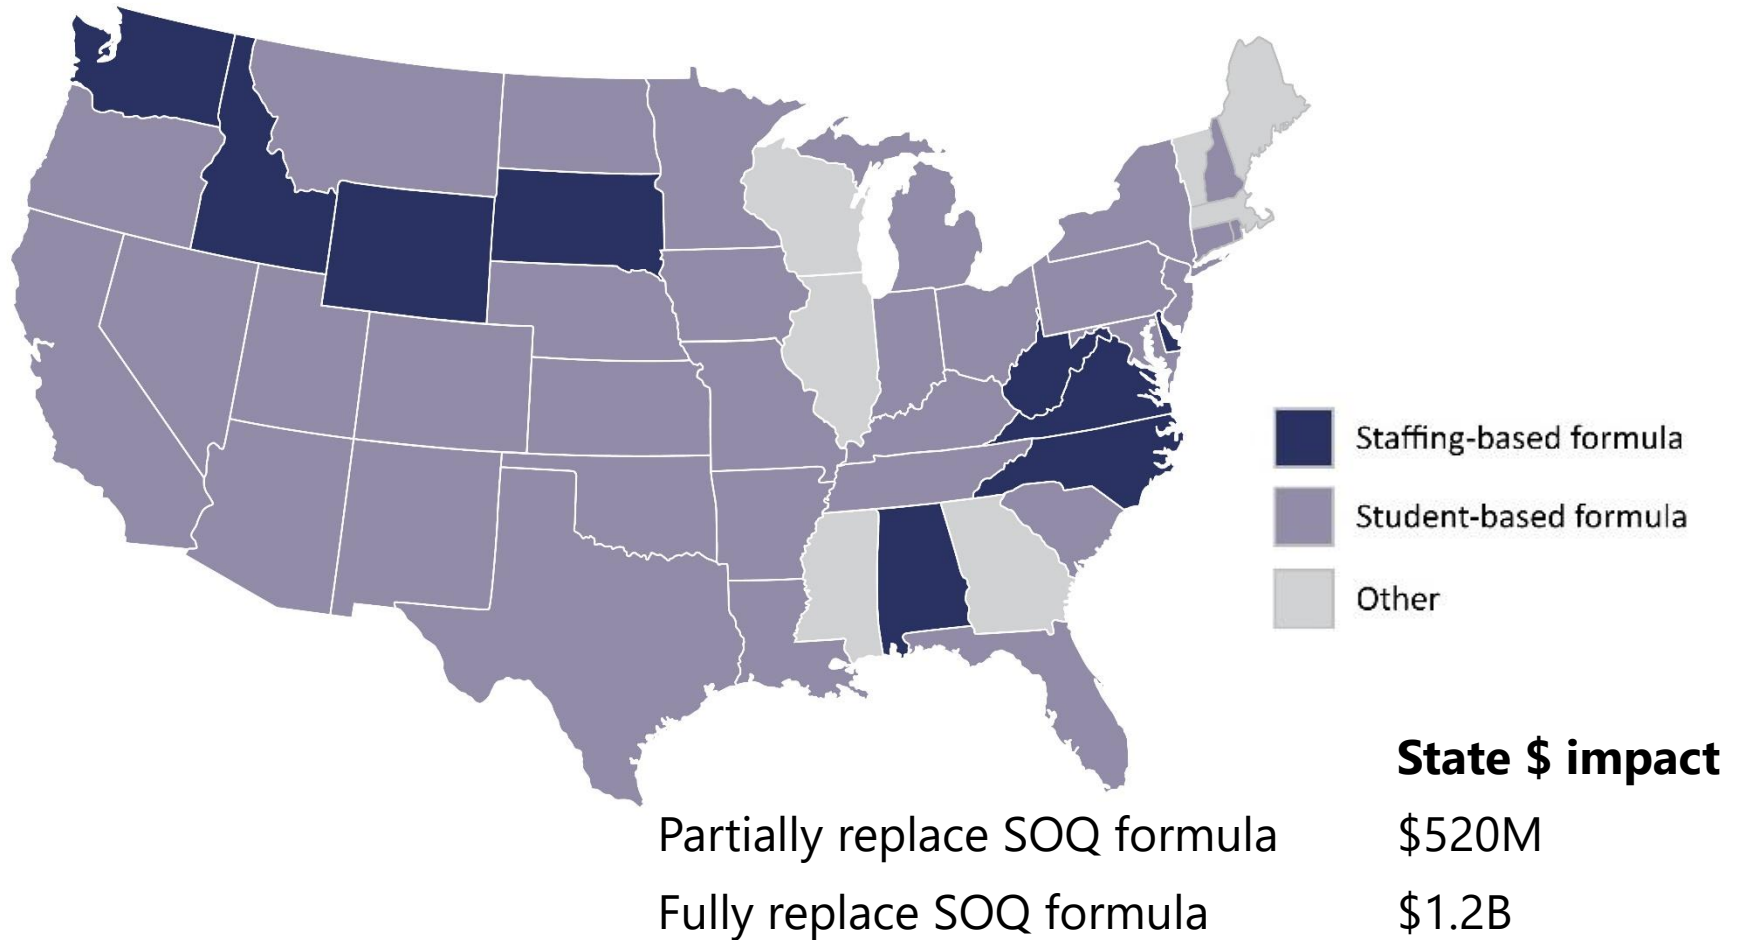 Staffing-based formula
Student-based formula
Other
State $ impact
Partially replace SOQ formula $520M
Fully replace SOQ formula $1.2B